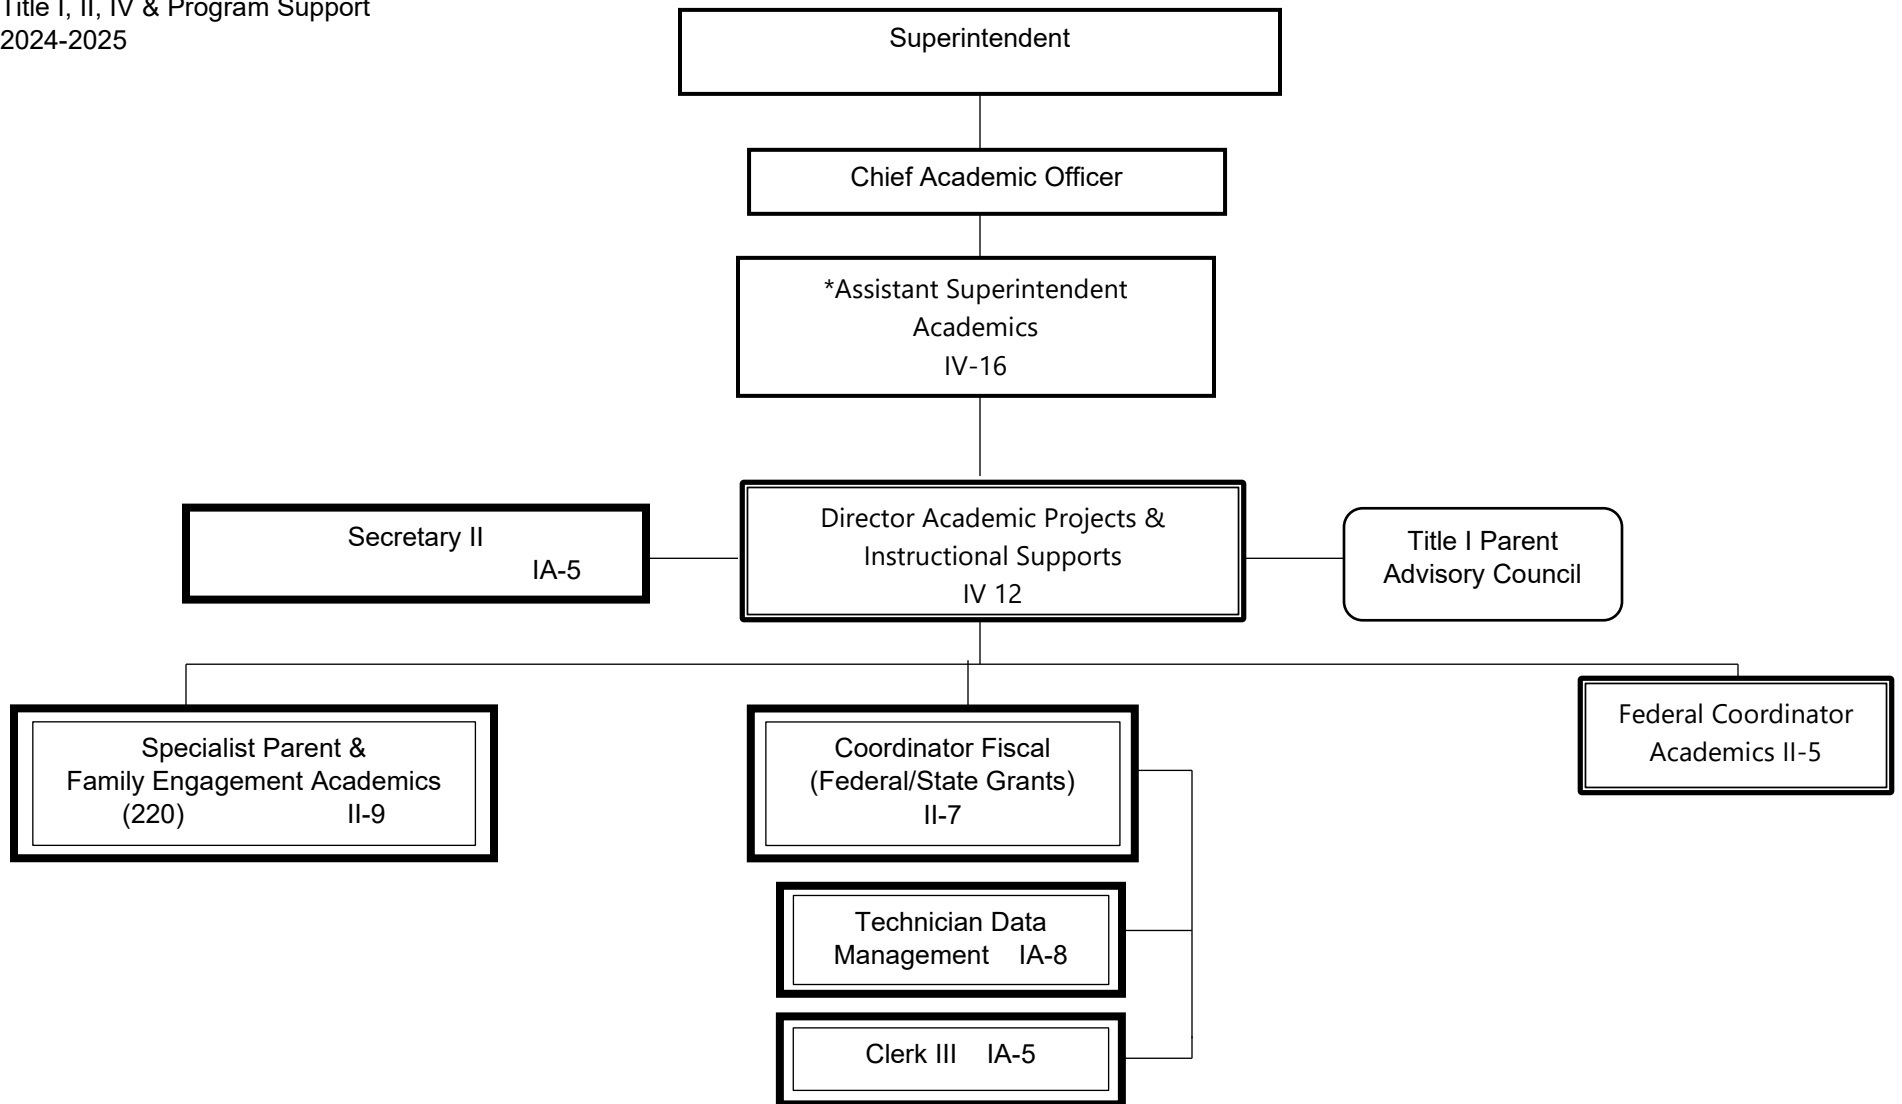 Title I, II, IV & Program Support
2024-2025
Superintendent
Chief Academic Officer
*Assistant Superintendent
Academics
IV-16
Secretary II
IA-5
Director Academic Projects &
Instructional Supports
IV 12
Title I Parent
Advisory Council
Specialist Parent &
Family Engagement Academics
(220) II-9
Coordinator Fiscal
(Federal/State Grants)
II-7
Federal Coordinator
Academics II-5
Technician Data
Management IA-8
Clerk III IA-5